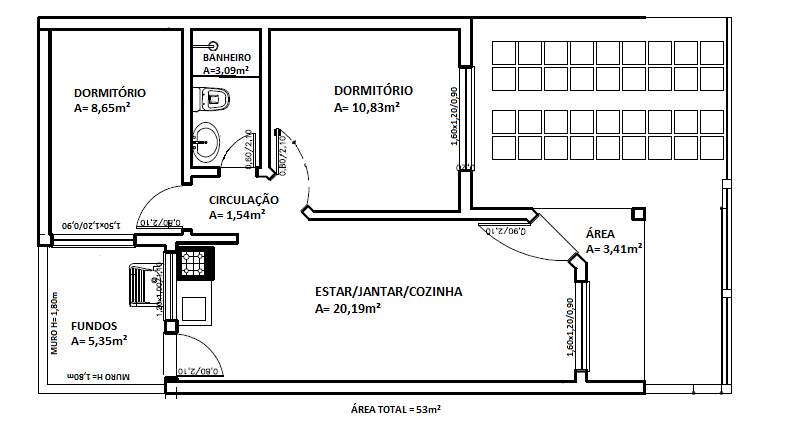 BANHEIRO
A=3,09m²
DORMITÓRIO
A= 8,65m²
DORMITÓRIO
A= 10,83m²
1,60x1,20/0,90
0,60/2,10
0,80/2,10
CIRCULAÇÃO
A= 1,54m²
1,50x1,20/0,90
0,80/2,10
0,90/2,10
ÁREA
A= 3,41m²
ESTAR/JANTAR/COZINHA
A= 20,19m²
1,60x1,20/0,90
MURO H= 1,80m
FUNDOS
A= 5,35m²
0,80/2,10
MURO H= 1,80m
ÁREA TOTAL = 53m²